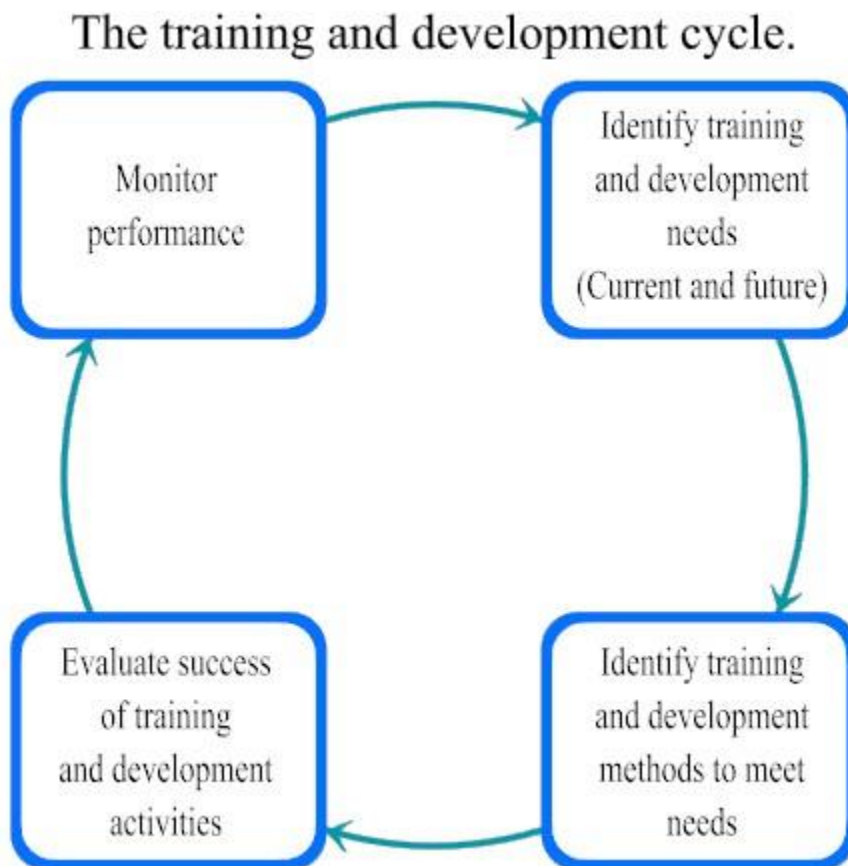 The training and development cycle.
Monitor
performance
Identify training
and development
needs
(Current and future)
Evaluate success
of training
and development
activities
Identify training
and development
methods to meet
needs